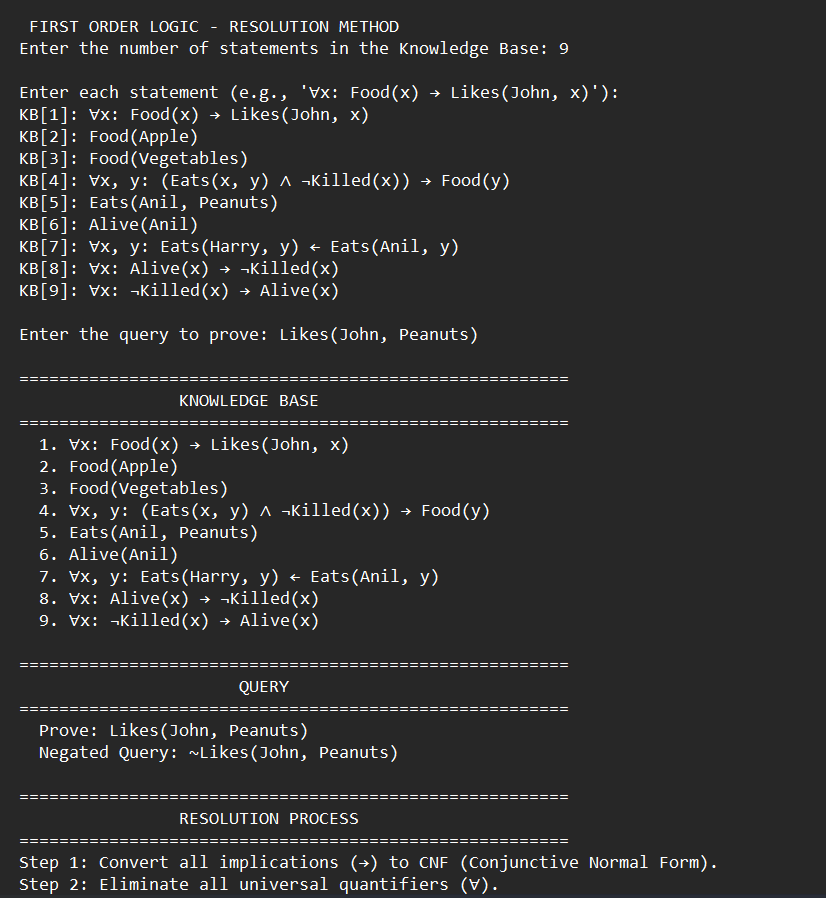 FIRST ORDER LOGIC - RESOLUTION METHOD
Enter the number of statements in the Knowledge Base: 9
Enter each statement (e.g., '∀x: Food(x) → Likes(John, x)'):
KB[1]: ∀x: Food(x) → Likes(John, x)
KB[2]: Food(Apple)
KB[3]: Food(Vegetables)
KB[4]: ∀x, y: (Eats(x, y) ∧ ¬Killed(x)) → Food(y)
KB[5]: Eats(Anil, Peanuts)
KB[6]: Alive(Anil)
KB[7]: ∀x, y: Eats(Harry, y) ← Eats(Anil, y)
KB[8]: ∀x: Alive(x) → ¬Killed(x)
KB[9]: ∀x: ¬Killed(x) → Alive(x)
Enter the query to prove: Likes(John, Peanuts)
=======================================================
KNOWLEDGE BASE
=======================================================
1. ∀x: Food(x) → Likes(John, x)
2. Food(Apple)
3. Food(Vegetables)
4. ∀x, y: (Eats(x, y) ∧ ¬Killed(x)) → Food(y)
5. Eats(Anil, Peanuts)
6. Alive(Anil)
7. ∀x, y: Eats(Harry, y) ← Eats(Anil, y)
8. ∀x: Alive(x) → ¬Killed(x)
9. ∀x: ¬Killed(x) → Alive(x)
=======================================================
QUERY
=======================================================
Prove: Likes(John, Peanuts)
Negated Query: ~Likes(John, Peanuts)
=======================================================
RESOLUTION PROCESS
=======================================================
Step 1: Convert all implications (→) to CNF (Conjunctive Normal Form).
Step 2: Eliminate all universal quantifiers (∀).